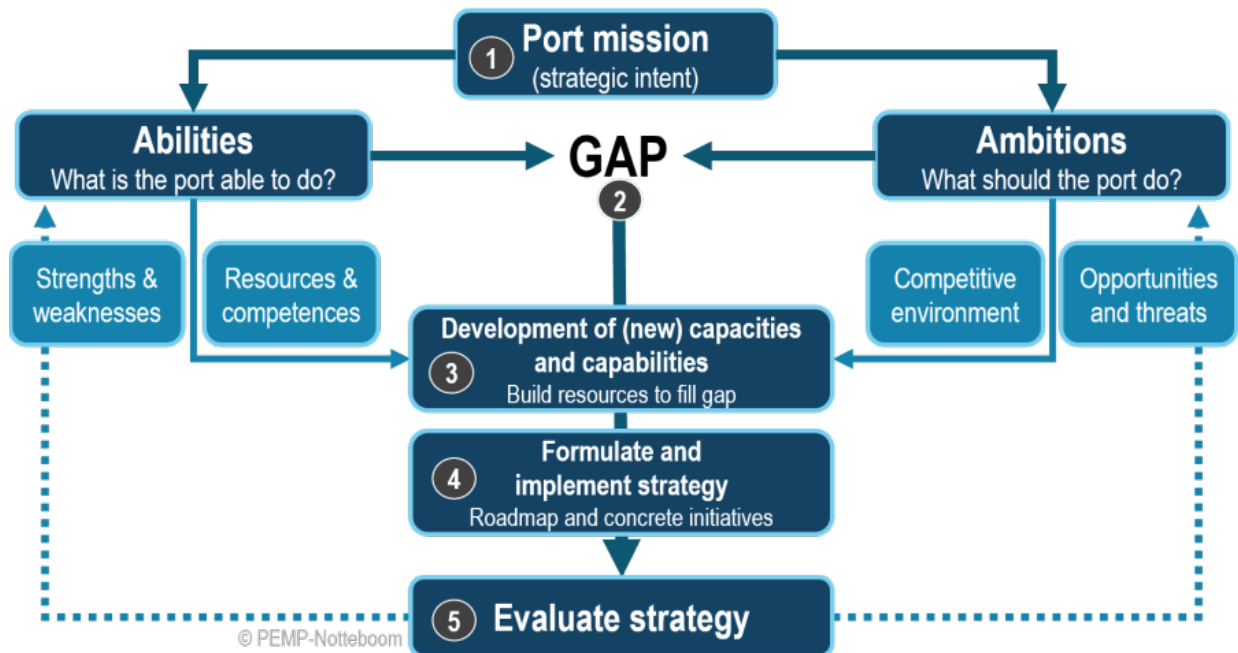 1
Port mission
(strategic intent)
Abilities
What is the port able to do?
GAP
2
Ambitions
What should the port do?
Strengths &
weaknesses
Resources &
competences
Competitive
environment
Opportunities
and threats
3
Development of (new) capacities
and capabilities
Build resources to fill gap
4
Formulate and
implement strategy
Roadmap and concrete initiatives
5
Evaluate strategy
© PEMP-Notteboom